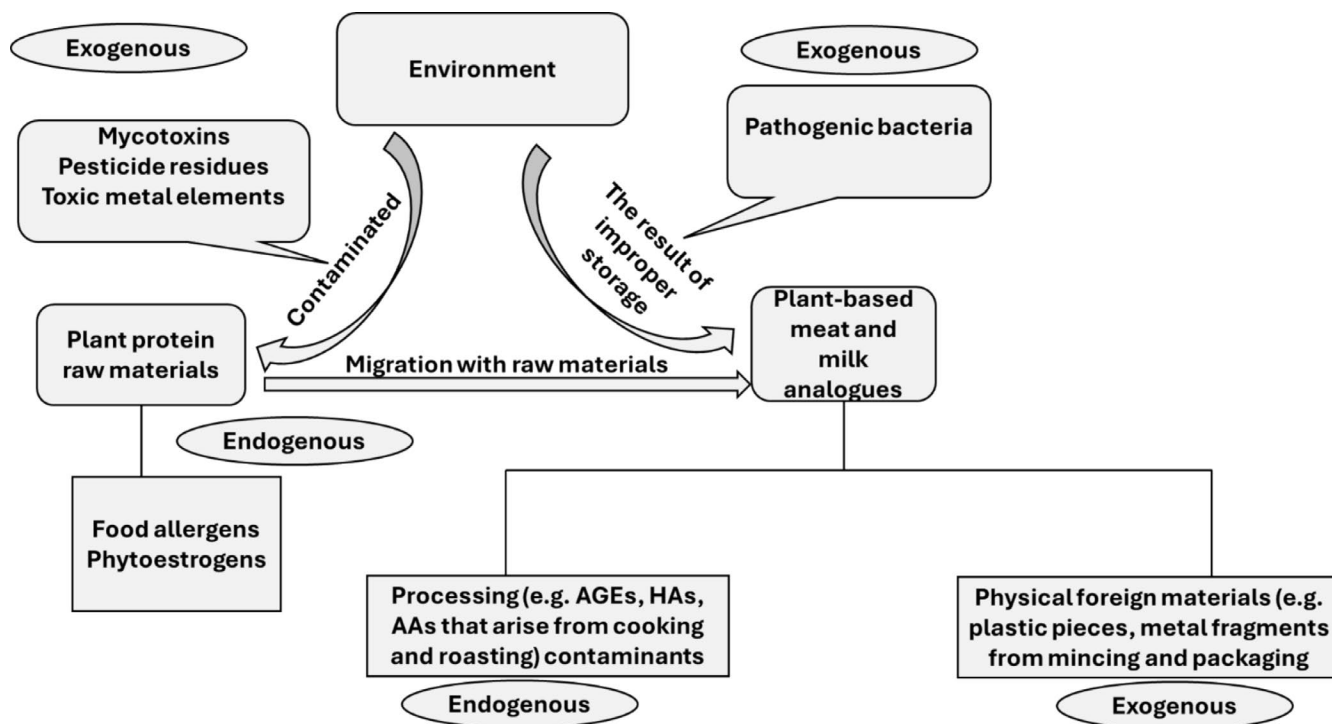 Exogenous
Environment
Exogenous
Mycotoxins
Pesticide residues
Toxic metal elements
Pathogenic bacteria
Contaminated
The result of
improper
storage
Plant protein
raw materials
Migration with raw materials
Plant-based
meat and
milk
analogues
Endogenous
Food allergens
Phytoestrogens
Processing (e.g. AGEs, HAs,
AAs that arise from cooking
and roasting) contaminants
Endogenous
Physical foreign materials (e.g.
plastic pieces, metal fragments
from mincing and packaging
Exogenous